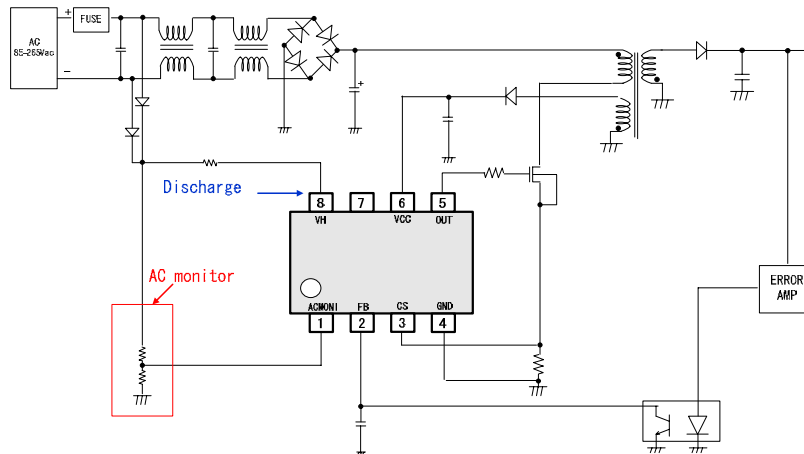 AC
85-265Vac
+
−
FUSE
+
Discharge
8
7
6
5
VH
VCC
OUT
AC monitor
ACMONI
FB
CS
GND
1
2
3
4
ERROR
AMP